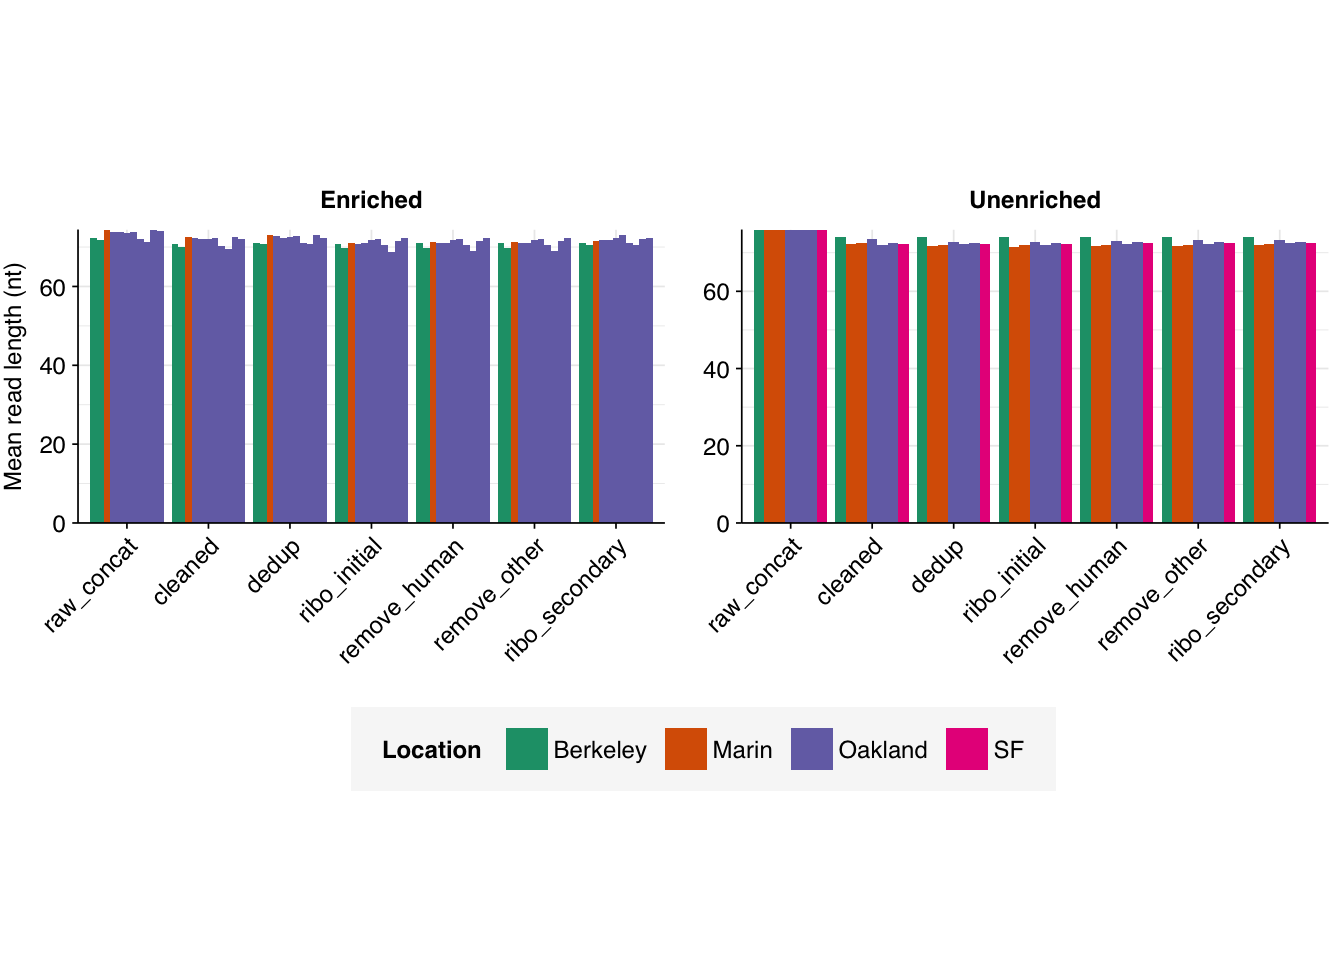 Enriched
Unenriched
Mean read length (nt)
60
40
20
0
60
40
20
0
raw_concat
cleaned
dedup
ribo_initial
remove_human
remove_other
ribo_secondary
raw_concat
cleaned
dedup
ribo_initial
remove_human
remove_other
ribo_secondary
Location Berkeley Marin Oakland SF